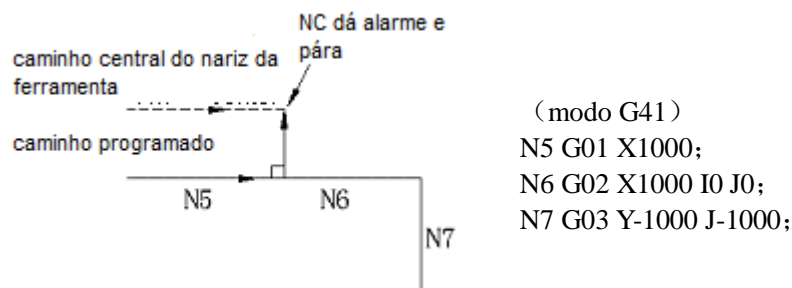 NC dá alarme e
pára
caminho central do nariz da
ferramenta
caminho programado
N5
N6
N7
（modo G41）
N5 G01 X1000；
N6 G02 X1000 I0 J0；
N7 G03 Y-1000 J-1000；